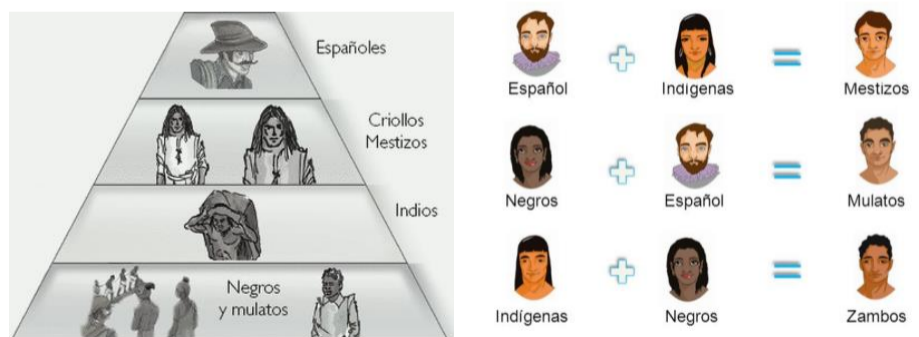 Españoles
Criollos
Mestizos
Indios
Negros
y mulatos
Español
Indígenas
Mestizos
Negros
Español
Mulatos
Indígenas
Negros
Zambos